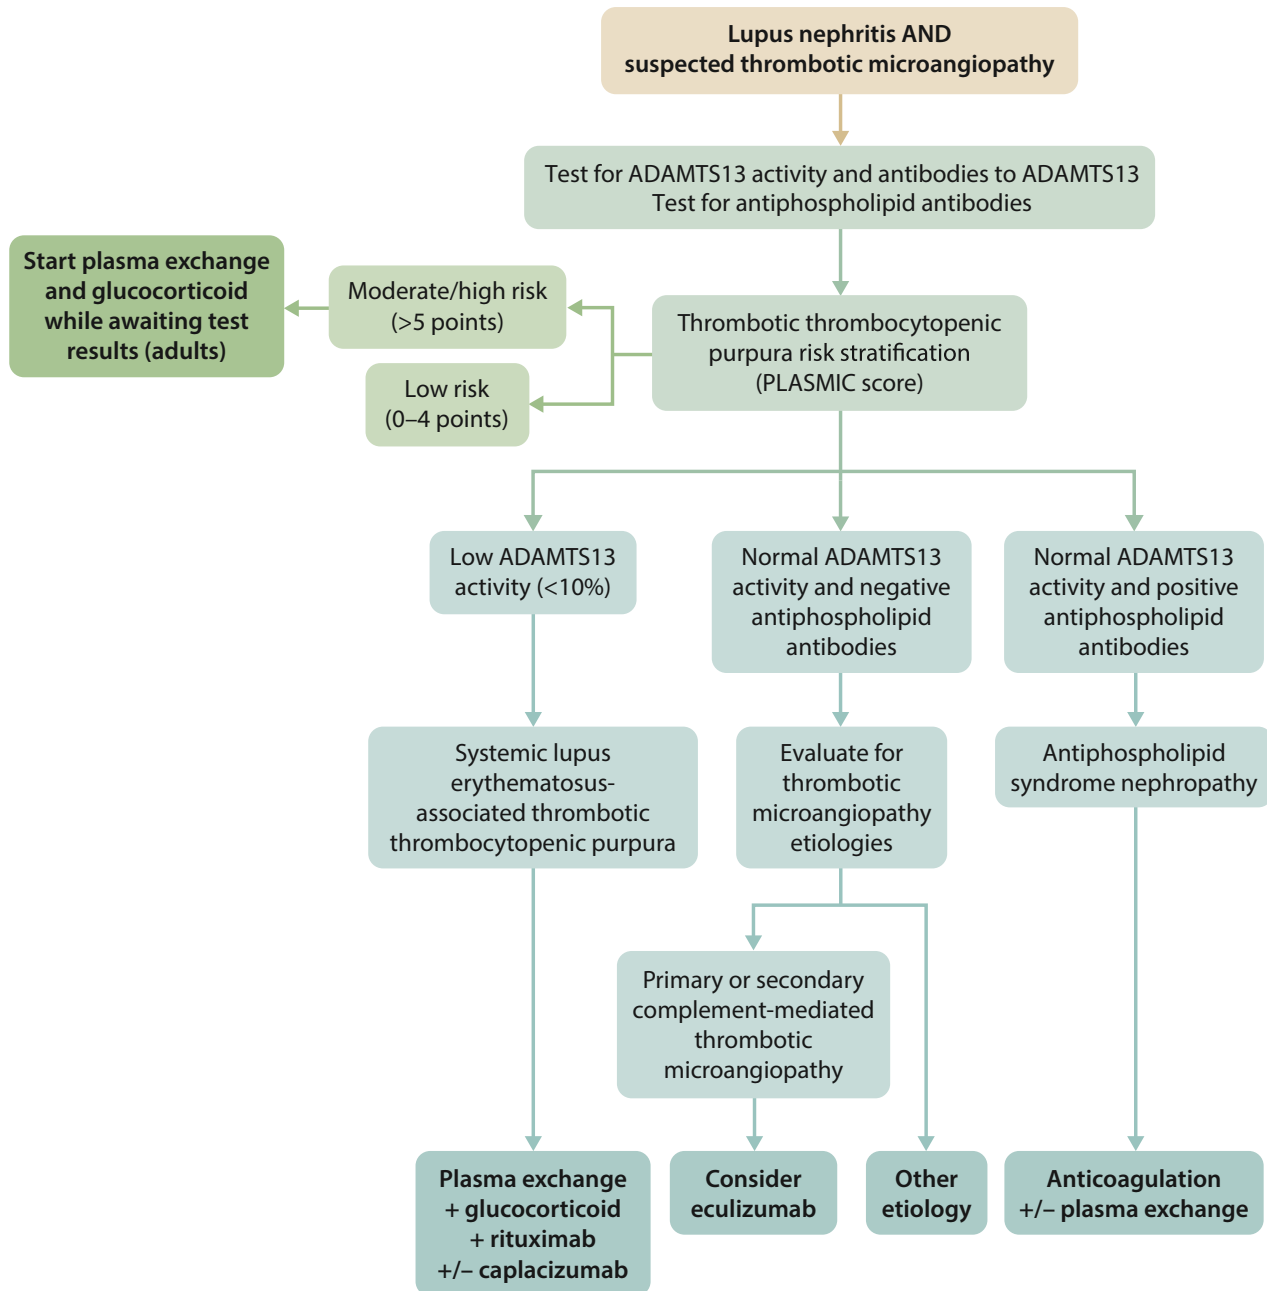 Lupus nephritis AND
suspected thrombotic microangiopathy
Test for ADAMTS13 activity and antibodies to ADAMTS13
Test for antiphospholipid antibodies
Start plasma exchange
and glucocorticoid
while awaiting test
results (adults)
Moderate/high risk
(>5 points)
Low risk
(0–4 points)
Thrombotic thrombocytopenic
purpura risk stratification
(PLASMIC score)
Low ADAMTS13
activity (<10%)
Normal ADAMTS13
activity and negative
antiphospholipid
antibodies
Normal ADAMTS13
activity and positive
antiphospholipid
antibodies
Systemic lupus
erythematosus-
associated thrombotic
thrombocytopenic purpura
Evaluate for
thrombotic
microangiopathy
etiologies
Antiphospholipid
syndrome nephropathy
Primary or secondary
complement-mediated
thrombotic
microangiopathy
Plasma exchange
+ glucocorticoid
+ rituximab
+/– caplacizumab
Consider
eculizumab
Other
etiology
Anticoagulation
+/– plasma exchange